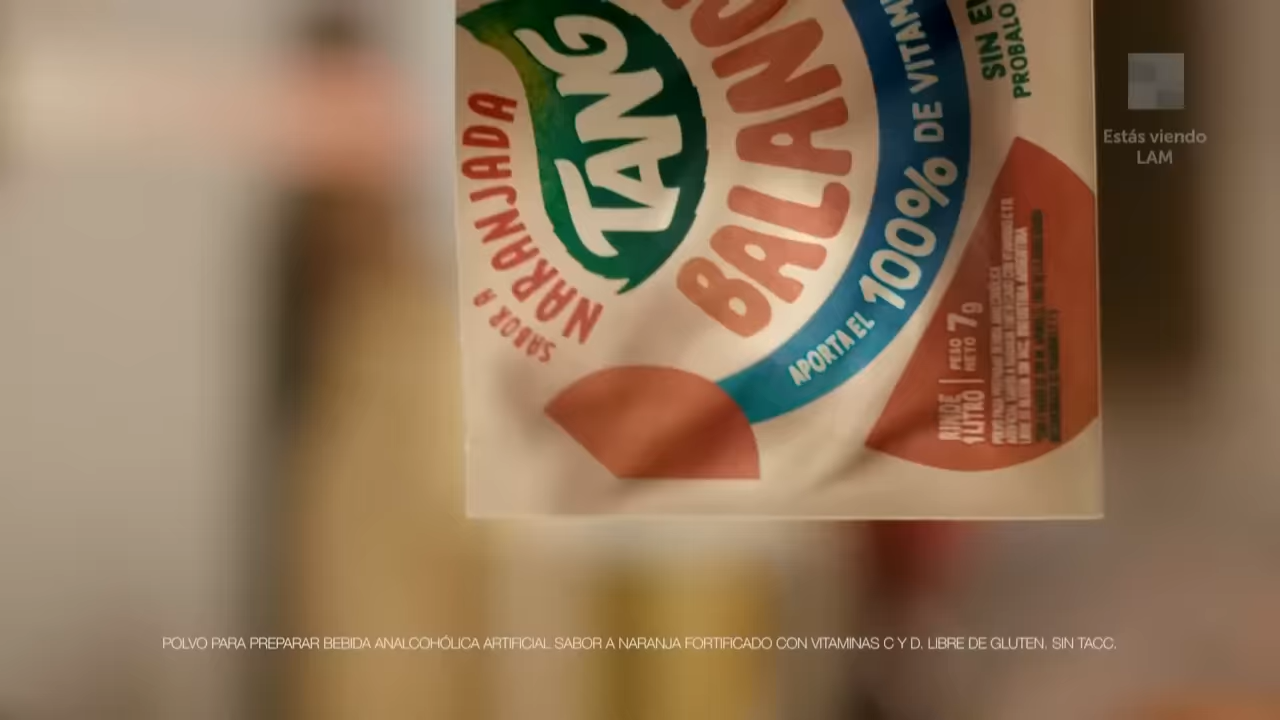 TANG
SABOR A
NARANJADA
BALANC
APORTA EL 100% DE VITAM
SIN E
PROBALO
RINDE
1 LITRO
PESO
NETO 7g
Estás viendo
LAM
POLVO PARA PREPARAR BEBIDA ANALCOHÓLICA ARTIFICIAL SABOR A NARANJA FORTIFICADO CON VITAMINAS C Y D. LIBRE DE GLUTEN. SIN TACC.